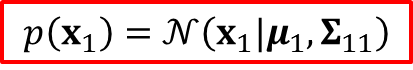 p(𝐱₁) = 𝒩(𝐱₁|𝝁₁, 𝚺₁₁)